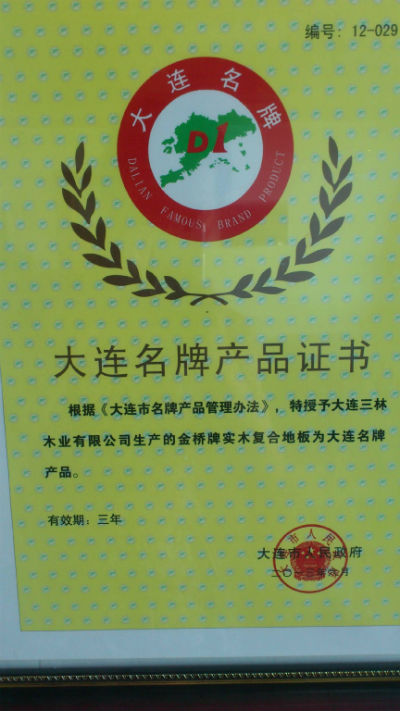 编号：12-029
大连名牌
D1
DALIAN FAMOUS BRAND PRODUCT
大连名牌产品证书
根据《大连市名牌产品管理办法》，特授予大连三林
木业有限公司生产的金桥牌实木复合地板为大连名牌
产品。
有效期：三年
大连市人民政府